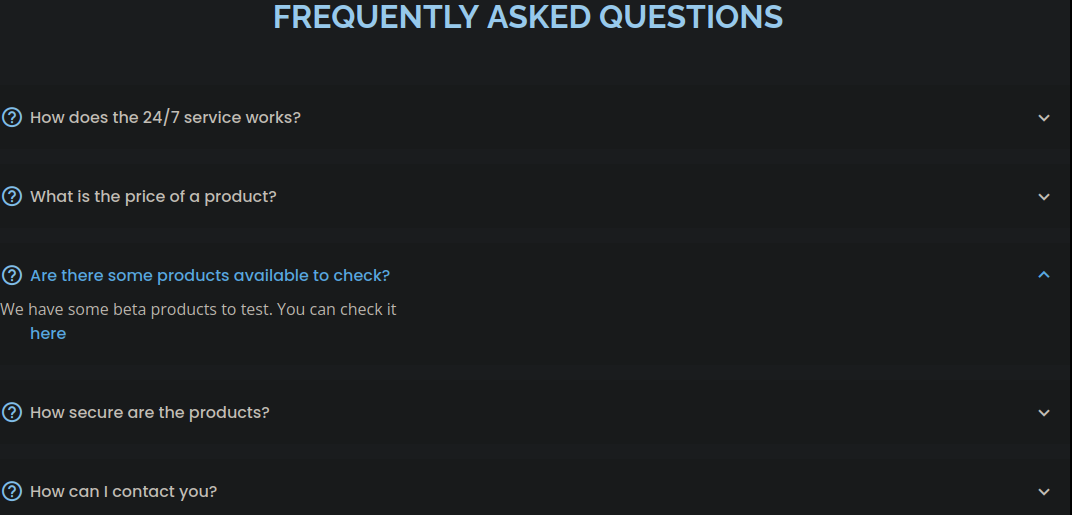 FREQUENTLY ASKED QUESTIONS
How does the 24/7 service works?
What is the price of a product?
Are there some products available to check?
We have some beta products to test. You can check it
here
How secure are the products?
How can I contact you?